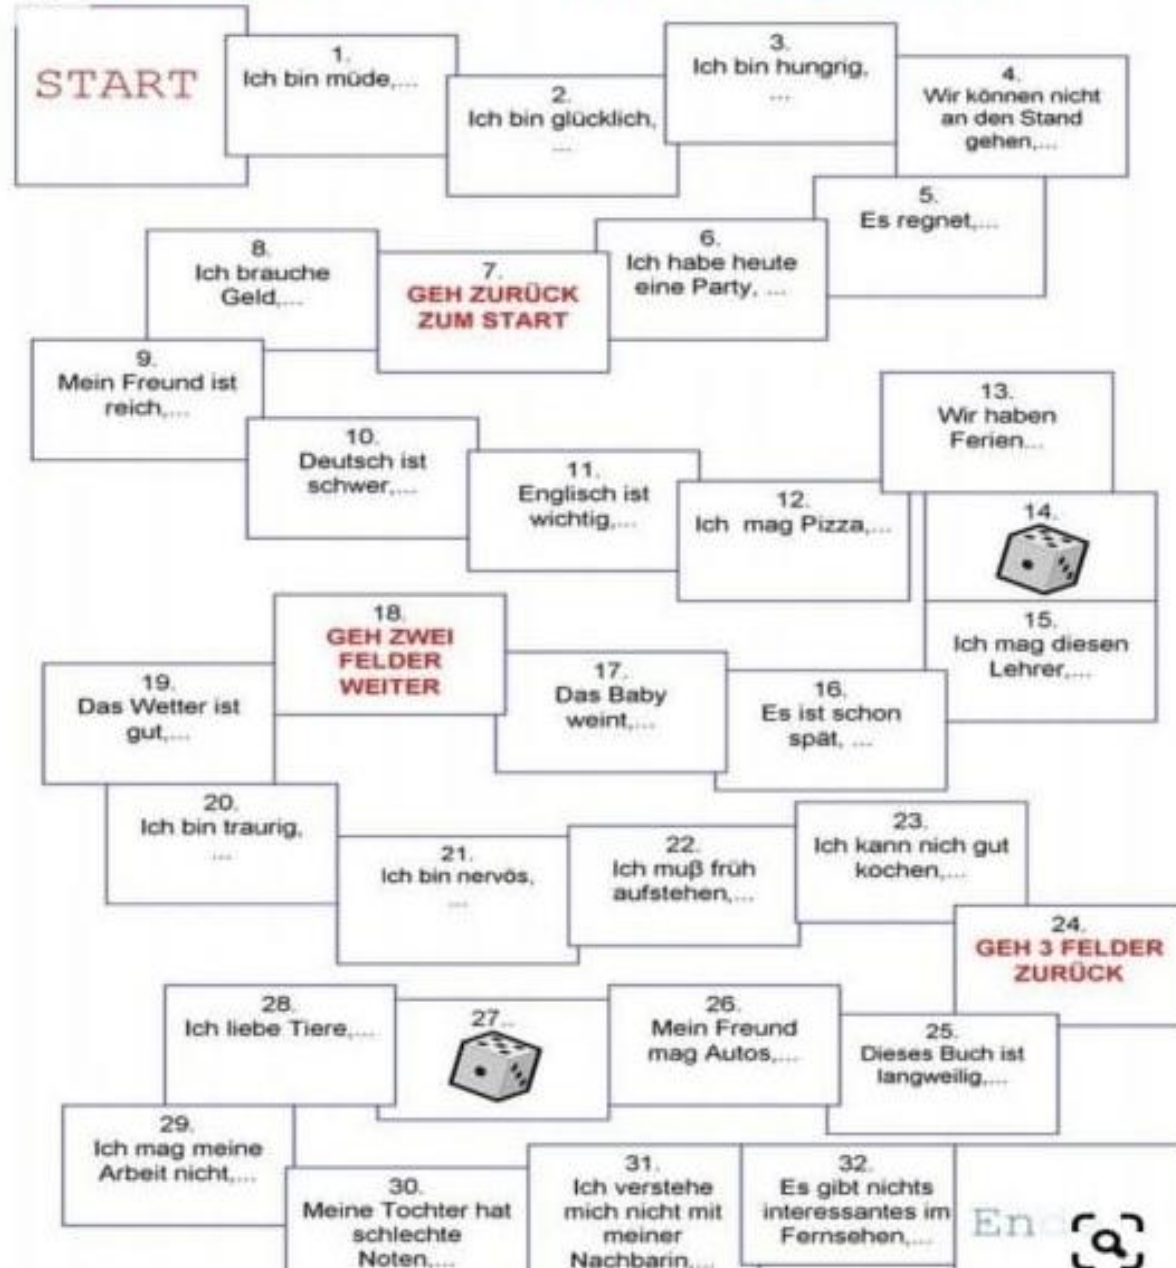 START
1.
Ich bin müde,...
2.
Ich bin glücklich,
...
3.
Ich bin hungrig,
...
4.
Wir können nicht
an den Stand
gehen,...
5.
Es regnet,...
6.
Ich habe heute
eine Party, ...
7.
GEH ZURÜCK
ZUM START
8.
Ich brauche
Geld,...
9.
Mein Freund ist
reich,...
10.
Deutsch ist
schwer,...
11.
Englisch ist
wichtig,...
12.
Ich mag Pizza,...
13.
Wir haben
Ferien...
14.
15.
Ich mag diesen
Lehrer,...
16.
Es ist schon
spät, ...
17.
Das Baby
weint,...
18.
GEH ZWEI
FELDER
WEITER
19.
Das Wetter ist
gut,...
20.
Ich bin traurig,
...
21.
Ich bin nervös,
...
22.
Ich muβ früh
aufstehen,...
23.
Ich kann nich gut
kochen,...
24.
GEH 3 FELDER
ZURÜCK
25.
Dieses Buch ist
langweilig,...
26.
Mein Freund
mag Autos,...
27..
28.
Ich liebe Tiere,...
29.
Ich mag meine
Arbeit nicht,...
30.
Meine Tochter hat
schlechte
Noten,...
31.
Ich verstehe
mich nicht mit
meiner
Nachbarin,...
32.
Es gibt nichts
interessantes im
Fernsehen,...